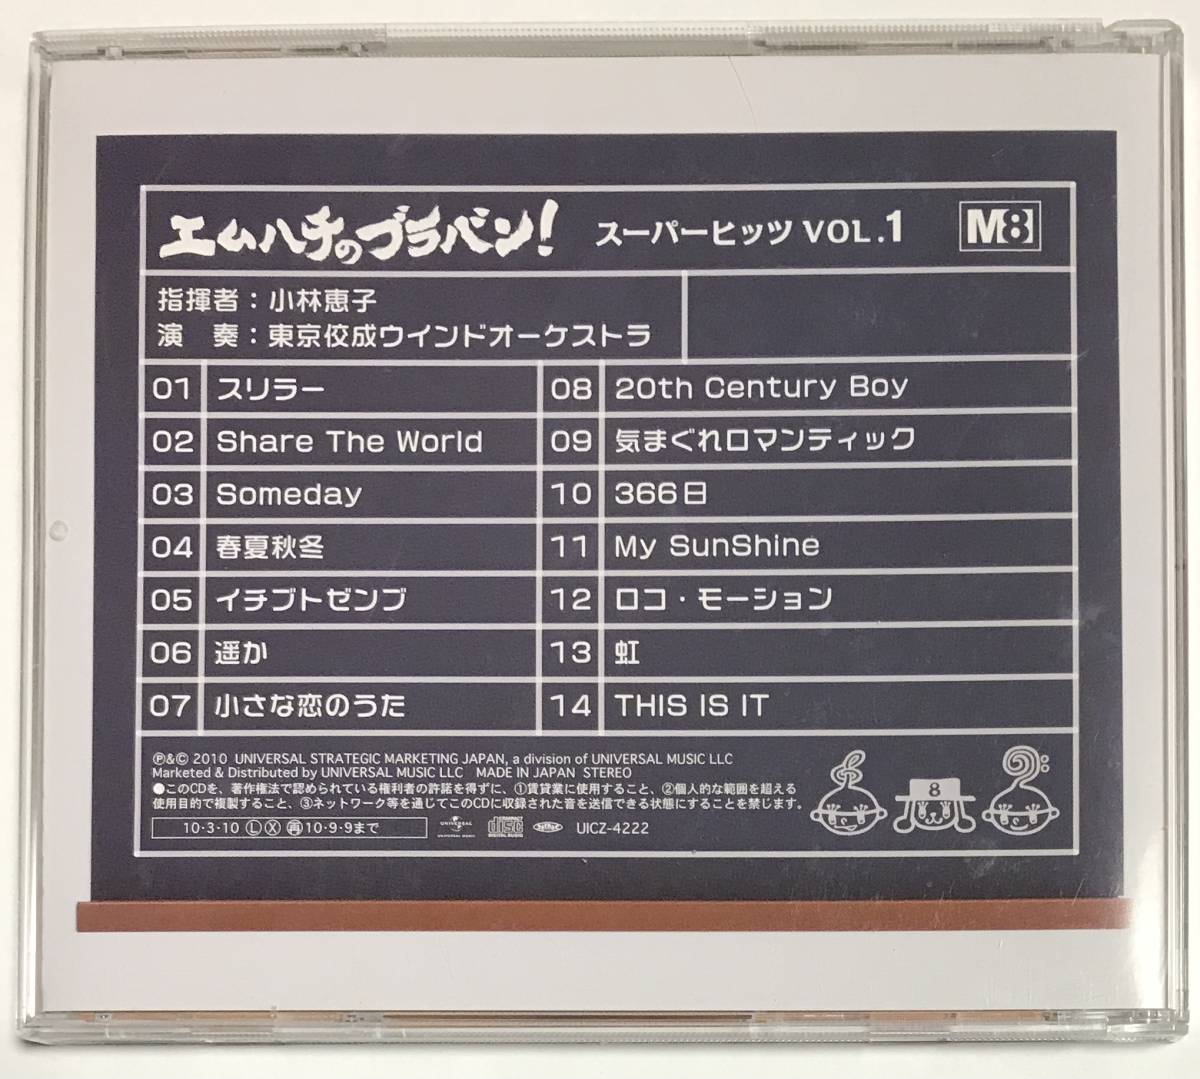 エムハチのブラバン! スーパーヒッツ VOL.1 M8
指揮者：小林恵子
演　奏：東京佼成ウインドオーケストラ
01 スリラー
02 Share The World
03 Someday
04 春夏秋冬
05 イチブトゼンブ
06 遥か
07 小さな恋のうた
08 20th Century Boy
09 気まぐれロマンティック
10 366日
11 My SunShine
12 ロコ・モーション
13 虹
14 THIS IS IT
Ⓟ&© 2010 UNIVERSAL STRATEGIC MARKETING JAPAN, a division of UNIVERSAL MUSIC LLC
Marketed & Distributed by UNIVERSAL MUSIC LLC MADE IN JAPAN STEREO
●このCDを、著作権法で認められている権利者の許諾を得ずに、①賃貸業に使用すること、②個人的な範囲を超える
使用目的で複製すること、③ネットワーク等を通じてこのCDに収録された音を送信できる状態にすることを禁じます。
10・3・10 Ⓛ Ⓧ ㊢10・9・9まで UNIVERSAL COMPACT disc DIGITAL AUDIO UICZ-4222
8